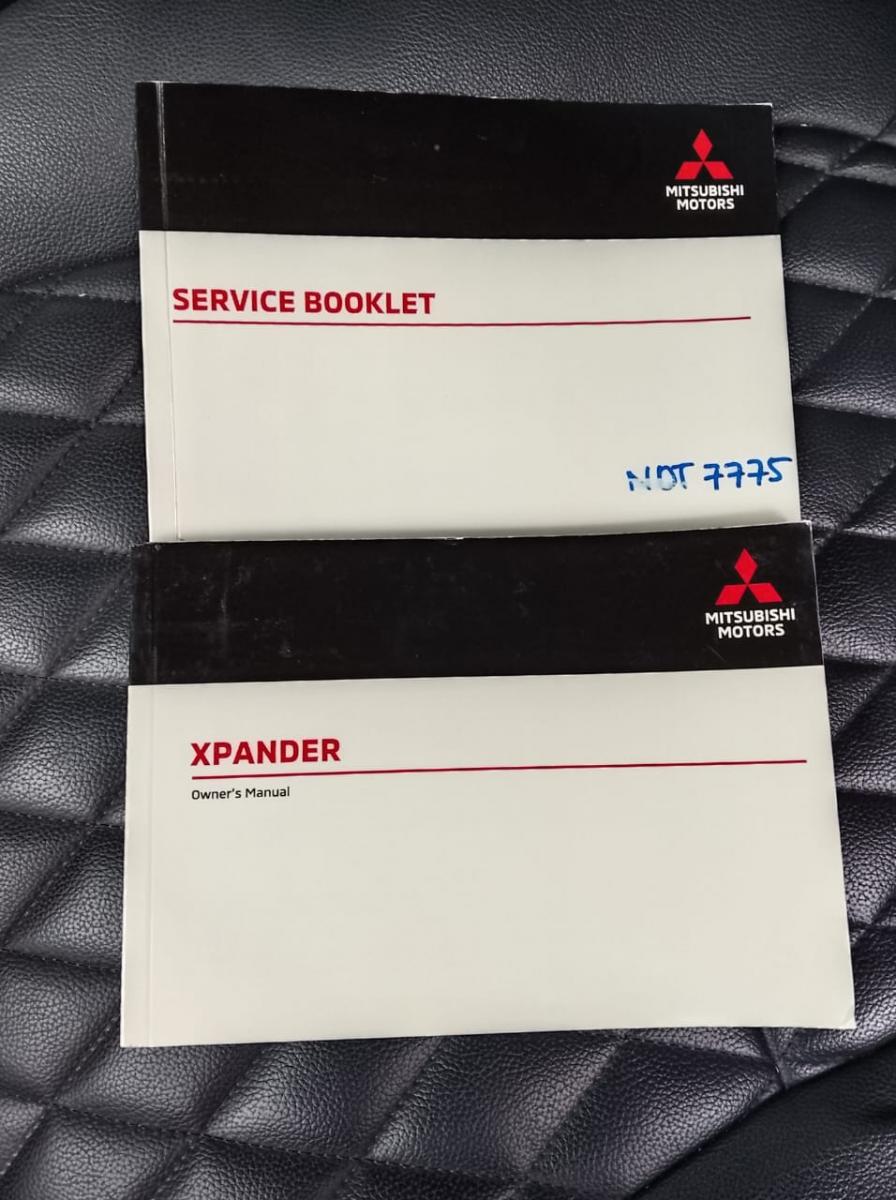 MITSUBISHI
MOTORS
SERVICE BOOKLET
NDT 7775
MITSUBISHI
MOTORS
XPANDER
Owner's Manual